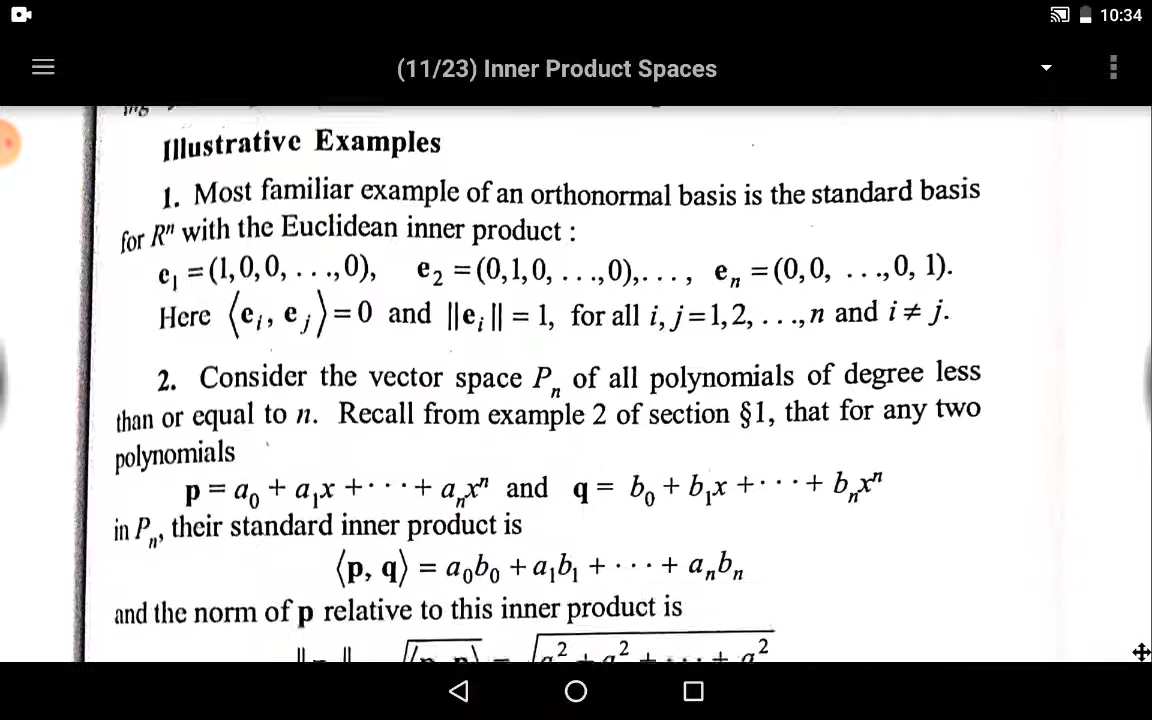 10:34
(11/23) Inner Product Spaces
Illustrative Examples
1. Most familiar example of an orthonormal basis is the standard basis
for Rⁿ with the Euclidean inner product :
e₁ = (1,0,0, . . .,0), e₂ = (0,1,0, . . .,0),. . . , eₙ = (0,0, . . .,0, 1).
Here ⟨eᵢ, eⱼ⟩ = 0 and ||eᵢ|| = 1, for all i, j = 1, 2, . . ., n and i ≠ j.
2. Consider the vector space Pₙ of all polynomials of degree less
than or equal to n. Recall from example 2 of section §1, that for any two
polynomials
p = a₀ + a₁x + · · · + aₙxⁿ and q = b₀ + b₁x + · · · + bₙxⁿ
in Pₙ, their standard inner product is
⟨p, q⟩ = a₀b₀ + a₁b₁ + · · · + aₙbₙ
and the norm of p relative to this inner product is